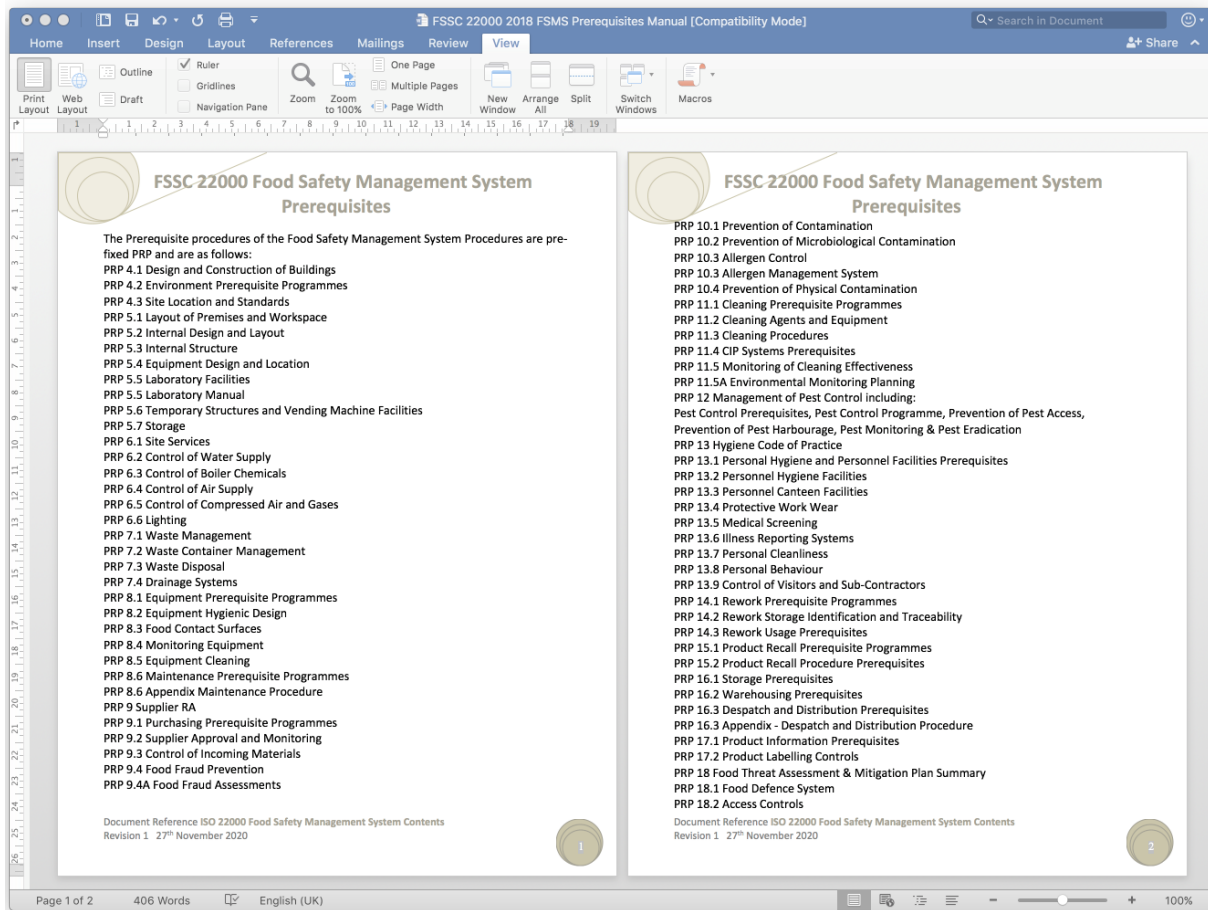 FSSC 22000 2018 FSMS Prerequisites Manual [Compatibility Mode]
Search in Document
Home Insert Design Layout References Mailings Review View
Share
Print Layout
Web Layout
Outline
Draft
Ruler
Gridlines
Navigation Pane
Zoom
Zoom to 100%
One Page
Multiple Pages
Page Width
New Window
Arrange All
Split
Switch Windows
Macros
1 1 2 3 4 5 6 7 8 9 10 11 12 13 14 15 16 17 18 19
FSSC 22000 Food Safety Management System
Prerequisites
The Prerequisite procedures of the Food Safety Management System Procedures are pre-
fixed PRP and are as follows:
PRP 4.1 Design and Construction of Buildings
PRP 4.2 Environment Prerequisite Programmes
PRP 4.3 Site Location and Standards
PRP 5.1 Layout of Premises and Workspace
PRP 5.2 Internal Design and Layout
PRP 5.3 Internal Structure
PRP 5.4 Equipment Design and Location
PRP 5.5 Laboratory Facilities
PRP 5.5 Laboratory Manual
PRP 5.6 Temporary Structures and Vending Machine Facilities
PRP 5.7 Storage
PRP 6.1 Site Services
PRP 6.2 Control of Water Supply
PRP 6.3 Control of Boiler Chemicals
PRP 6.4 Control of Air Supply
PRP 6.5 Control of Compressed Air and Gases
PRP 6.6 Lighting
PRP 7.1 Waste Management
PRP 7.2 Waste Container Management
PRP 7.3 Waste Disposal
PRP 7.4 Drainage Systems
PRP 8.1 Equipment Prerequisite Programmes
PRP 8.2 Equipment Hygienic Design
PRP 8.3 Food Contact Surfaces
PRP 8.4 Monitoring Equipment
PRP 8.5 Equipment Cleaning
PRP 8.6 Maintenance Prerequisite Programmes
PRP 8.6 Appendix Maintenance Procedure
PRP 9 Supplier RA
PRP 9.1 Purchasing Prerequisite Programmes
PRP 9.2 Supplier Approval and Monitoring
PRP 9.3 Control of Incoming Materials
PRP 9.4 Food Fraud Prevention
PRP 9.4A Food Fraud Assessments
Document Reference ISO 22000 Food Safety Management System Contents
Revision 1 27th November 2020
1
FSSC 22000 Food Safety Management System
Prerequisites
PRP 10.1 Prevention of Contamination
PRP 10.2 Prevention of Microbiological Contamination
PRP 10.3 Allergen Control
PRP 10.3 Allergen Management System
PRP 10.4 Prevention of Physical Contamination
PRP 11.1 Cleaning Prerequisite Programmes
PRP 11.2 Cleaning Agents and Equipment
PRP 11.3 Cleaning Procedures
PRP 11.4 CIP Systems Prerequisites
PRP 11.5 Monitoring of Cleaning Effectiveness
PRP 11.5A Environmental Monitoring Planning
PRP 12 Management of Pest Control including:
Pest Control Prerequisites, Pest Control Programme, Prevention of Pest Access,
Prevention of Pest Harbourage, Pest Monitoring & Pest Eradication
PRP 13 Hygiene Code of Practice
PRP 13.1 Personal Hygiene and Personnel Facilities Prerequisites
PRP 13.2 Personnel Hygiene Facilities
PRP 13.3 Personnel Canteen Facilities
PRP 13.4 Protective Work Wear
PRP 13.5 Medical Screening
PRP 13.6 Illness Reporting Systems
PRP 13.7 Personal Cleanliness
PRP 13.8 Personal Behaviour
PRP 13.9 Control of Visitors and Sub-Contractors
PRP 14.1 Rework Prerequisite Programmes
PRP 14.2 Rework Storage Identification and Traceability
PRP 14.3 Rework Usage Prerequisites
PRP 15.1 Product Recall Prerequisite Programmes
PRP 15.2 Product Recall Procedure Prerequisites
PRP 16.1 Storage Prerequisites
PRP 16.2 Warehousing Prerequisites
PRP 16.3 Despatch and Distribution Prerequisites
PRP 16.3 Appendix - Despatch and Distribution Procedure
PRP 17.1 Product Information Prerequisites
PRP 17.2 Product Labelling Controls
PRP 18 Food Threat Assessment & Mitigation Plan Summary
PRP 18.1 Food Defence System
PRP 18.2 Access Controls
Document Reference ISO 22000 Food Safety Management System Contents
Revision 1 27th November 2020
2
Page 1 of 2 406 Words English (UK) 100%